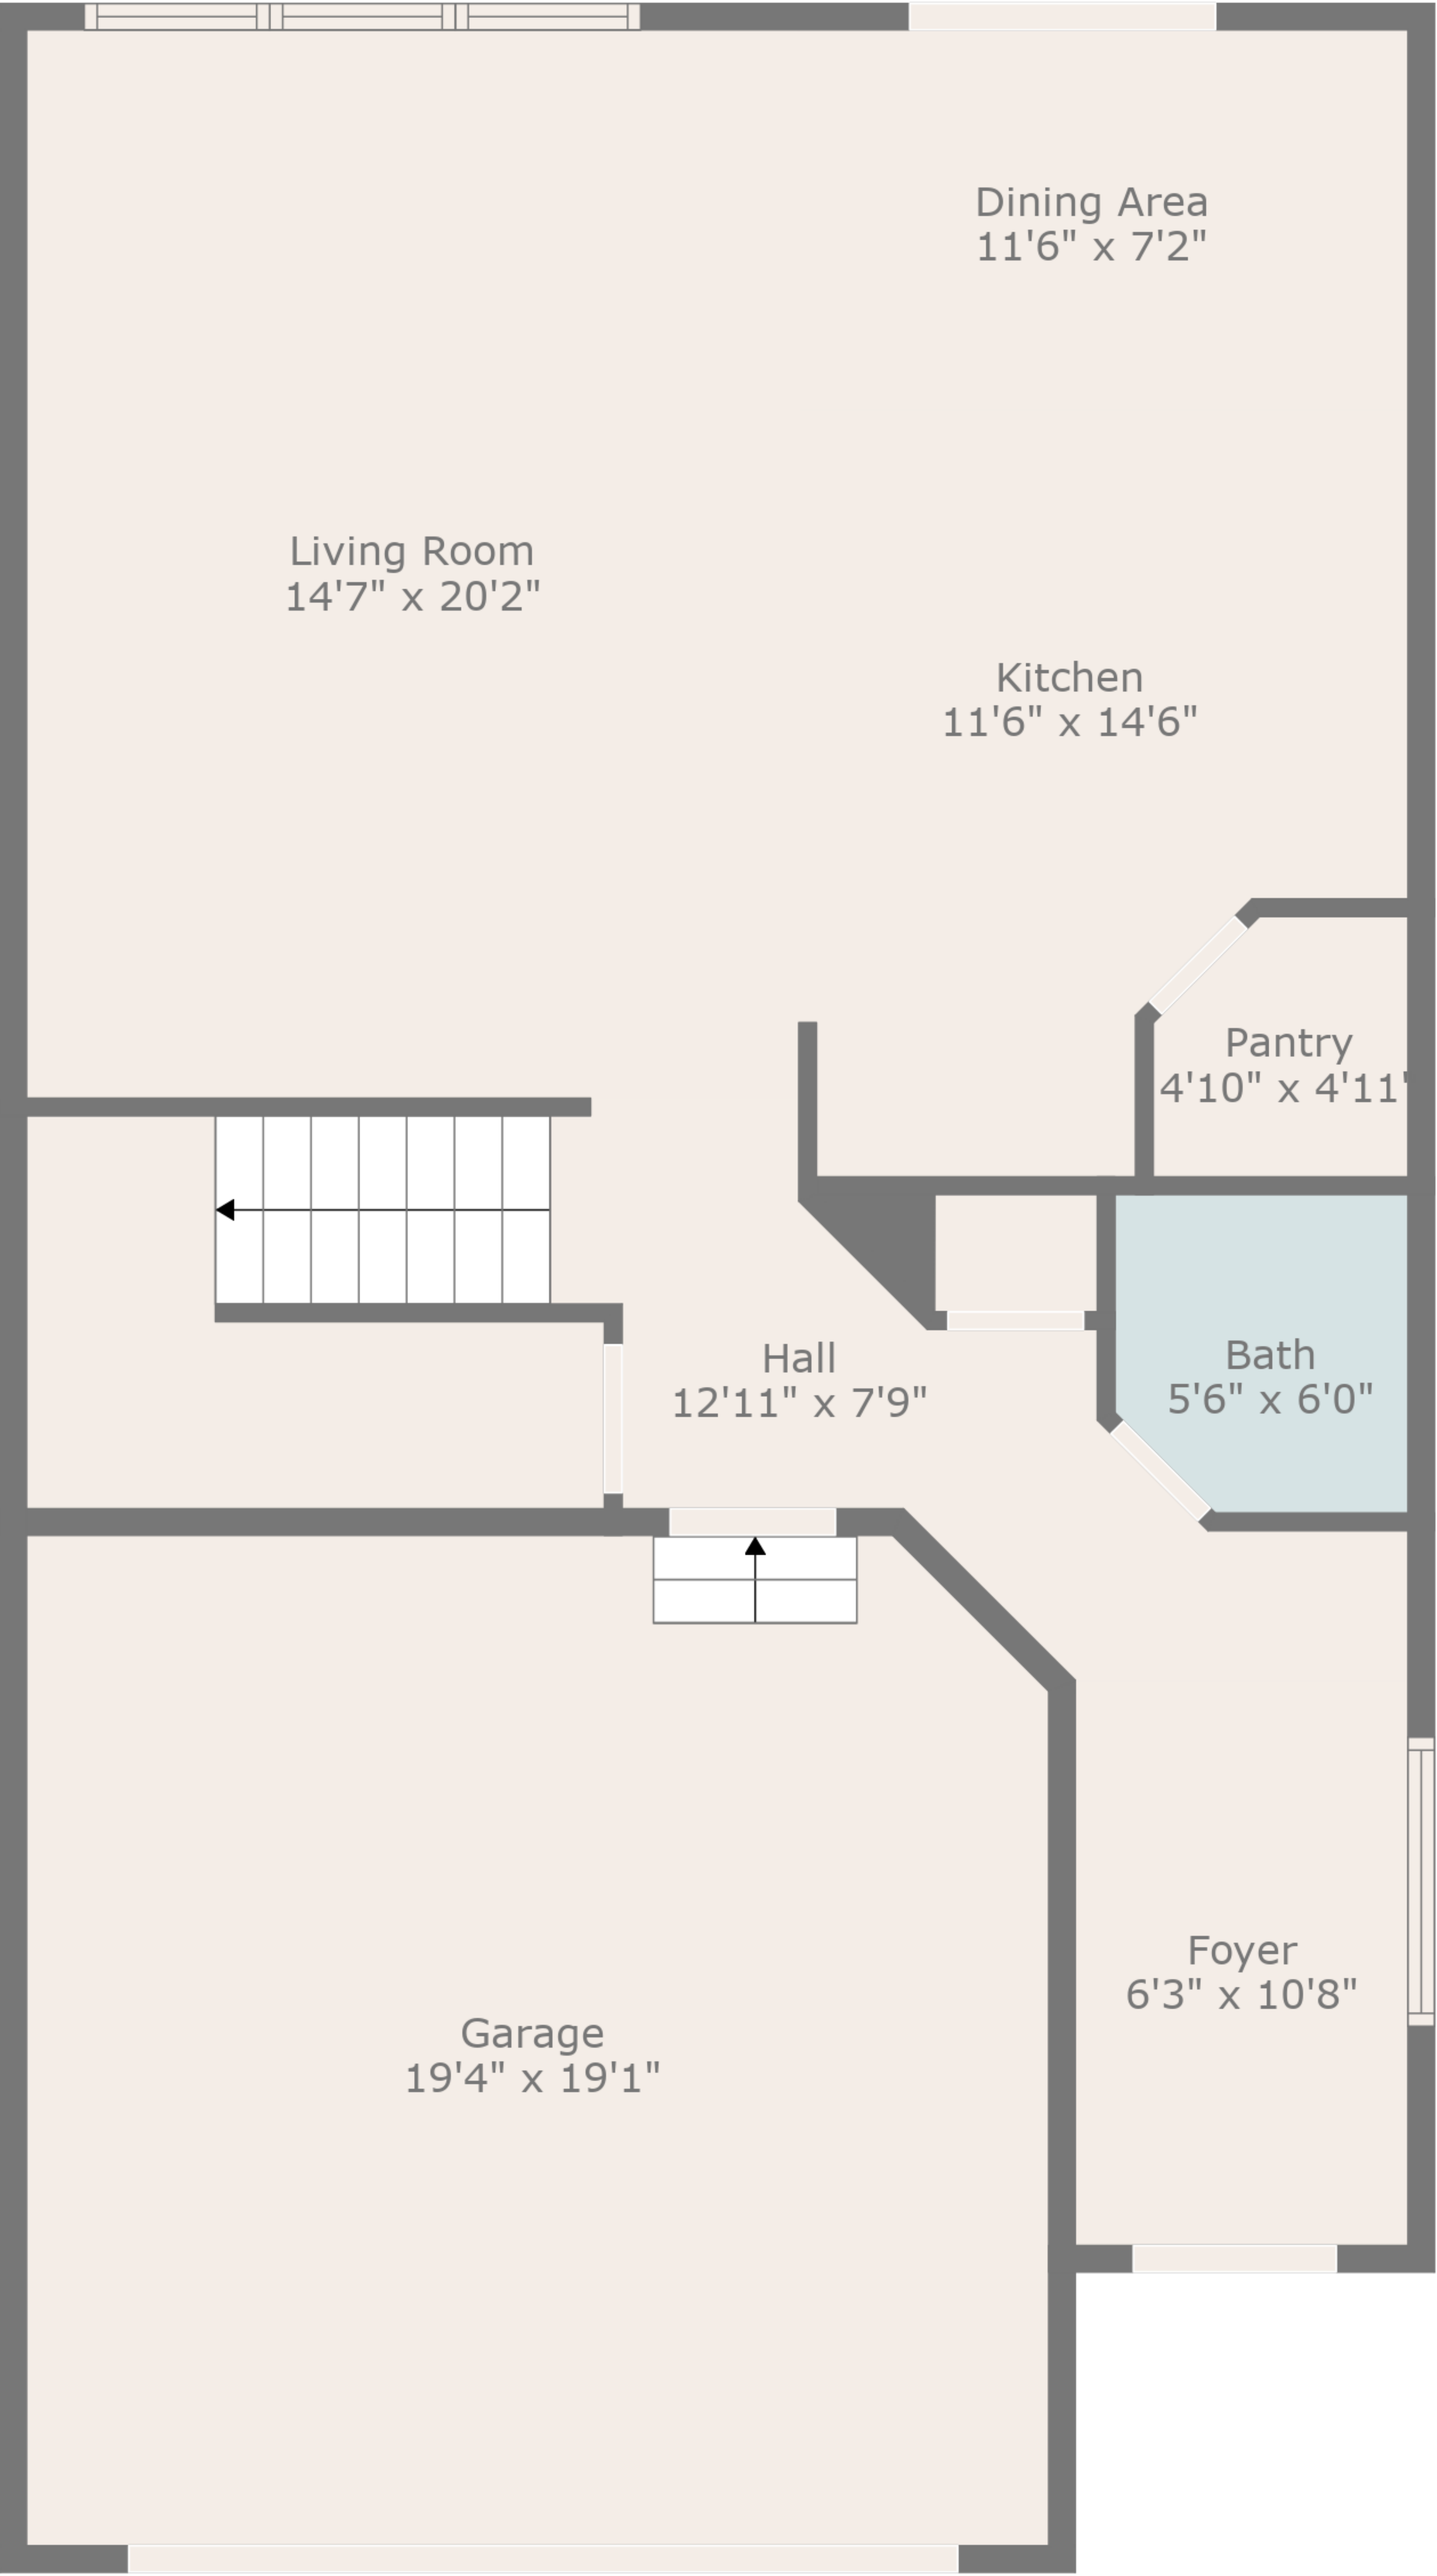 Dining Area
11'6" x 7'2"
Living Room
14'7" x 20'2"
Kitchen
11'6" x 14'6"
Pantry
4'10" x 4'11'
Hall
12'11" x 7'9"
Bath
5'6" x 6'0"
Foyer
6'3" x 10'8"
Garage
19'4" x 19'1"